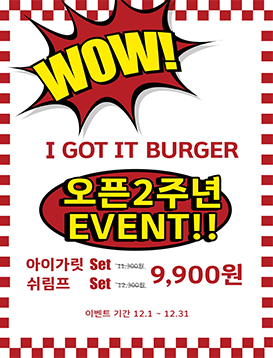 WOW!
I GOT IT BURGER
오픈2주년
EVENT!!
아이가릿 Set 11,300원
쉬림프 Set 12,300원
9,900원
이벤트 기간 12.1 ~ 12.31